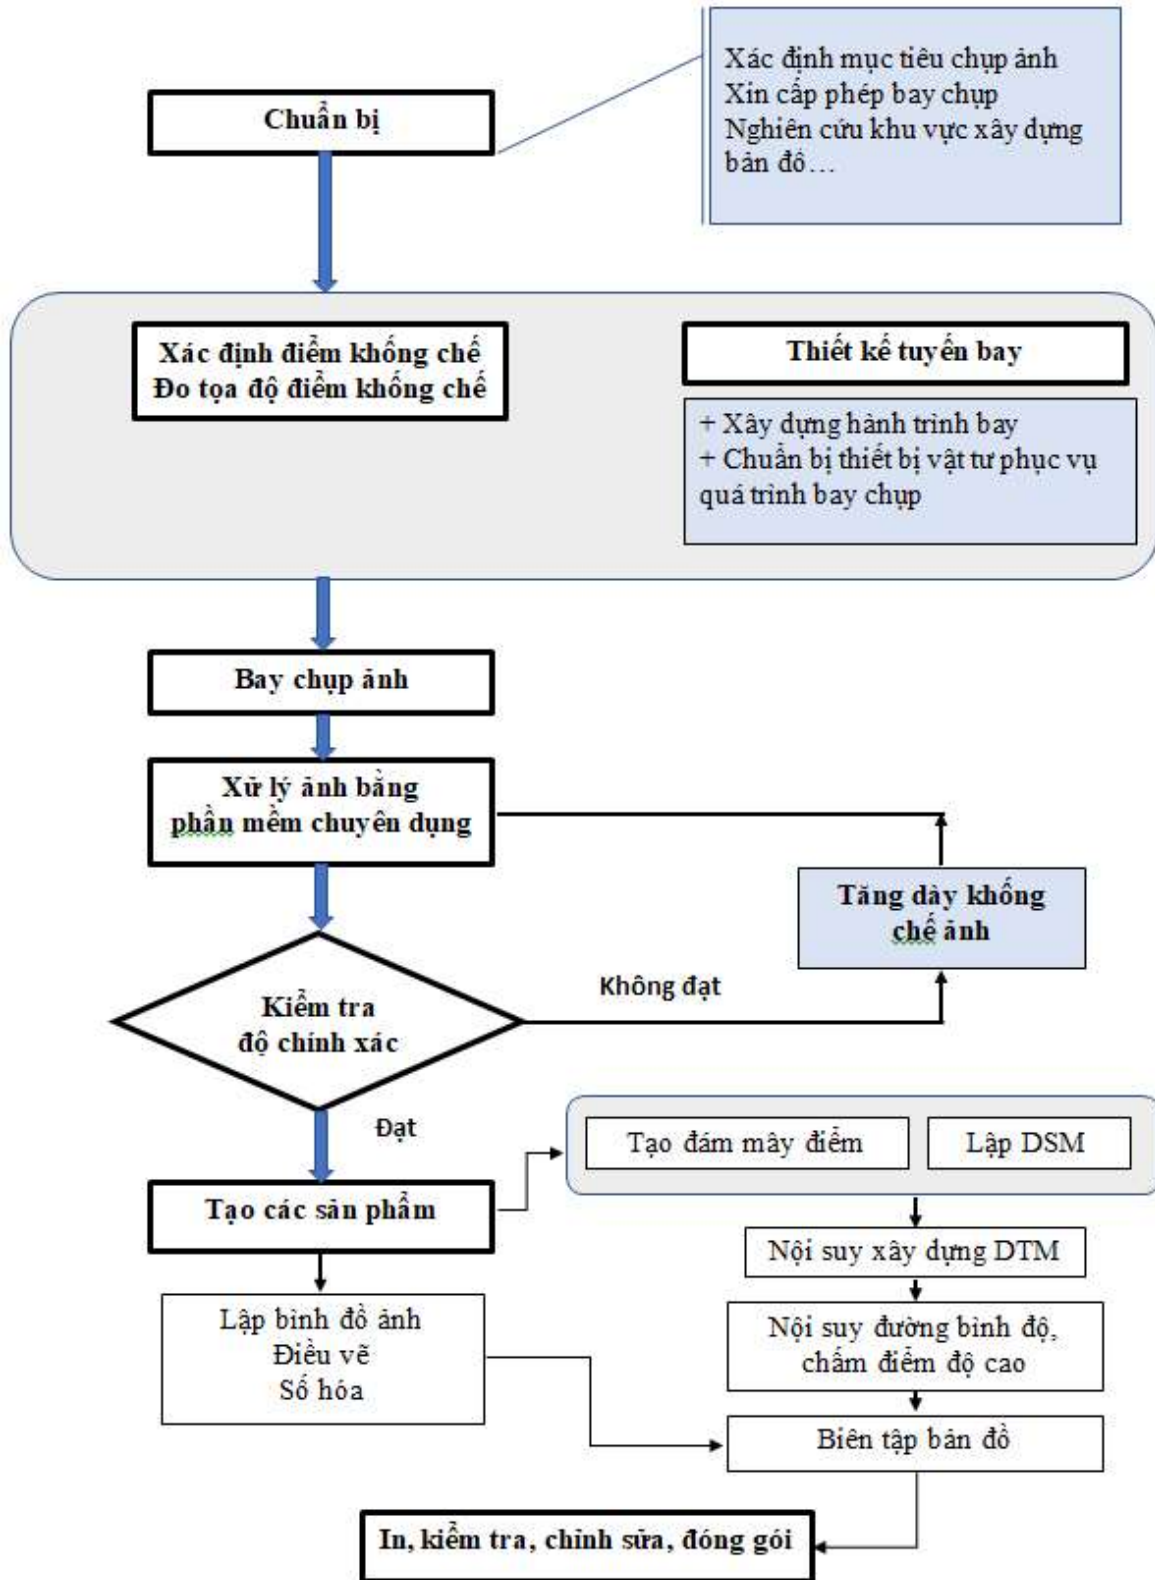 Chuẩn bị
Xác định mục tiêu chụp ảnh
Xin cấp phép bay chụp
Nghiên cứu khu vực xây dựng
bản đồ...
Xác định điểm khống chế
Đo tọa độ điểm khống chế
Thiết kế tuyến bay
+ Xây dựng hành trình bay
+ Chuẩn bị thiết bị vật tư phục vụ
quá trình bay chụp
Bay chụp ảnh
Xử lý ảnh bằng
phần mềm chuyên dụng
Tăng dày khống
chế ảnh
Không đạt
Kiểm tra
độ chính xác
Đạt
Tạo đám mây điểm
Lập DSM
Tạo các sản phẩm
Nội suy xây dựng DTM
Lập bình đồ ảnh
Điều vẽ
Số hóa
Nội suy đường bình độ,
chấm điểm độ cao
Biên tập bản đồ
In, kiểm tra, chỉnh sửa, đóng gói